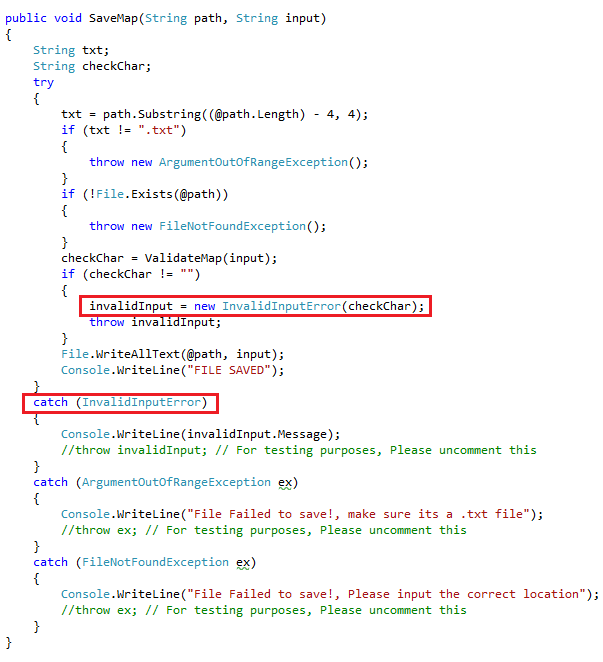 public void SaveMap(String path, String input)
{
    String txt;
    String checkChar;
    try
    {
        txt = path.Substring((@path.Length) - 4, 4);
        if (txt != ".txt")
        {
            throw new ArgumentOutOfRangeException();
        }
        if (!File.Exists(@path))
        {
            throw new FileNotFoundException();
        }
        checkChar = ValidateMap(input);
        if (checkChar != "")
        {
            invalidInput = new InvalidInputError(checkChar);
            throw invalidInput;
        }
        File.WriteAllText(@path, input);
        Console.WriteLine("FILE SAVED");
    }
    catch (InvalidInputError)
    {
        Console.WriteLine(invalidInput.Message);
        //throw invalidInput; // For testing purposes, Please uncomment this
    }
    catch (ArgumentOutOfRangeException ex)
    {
        Console.WriteLine("File Failed to save!, make sure its a .txt file");
        //throw ex; // For testing purposes, Please uncomment this
    }
    catch (FileNotFoundException ex)
    {
        Console.WriteLine("File Failed to save!, Please input the correct location");
        //throw ex; // For testing purposes, Please uncomment this
    }
}